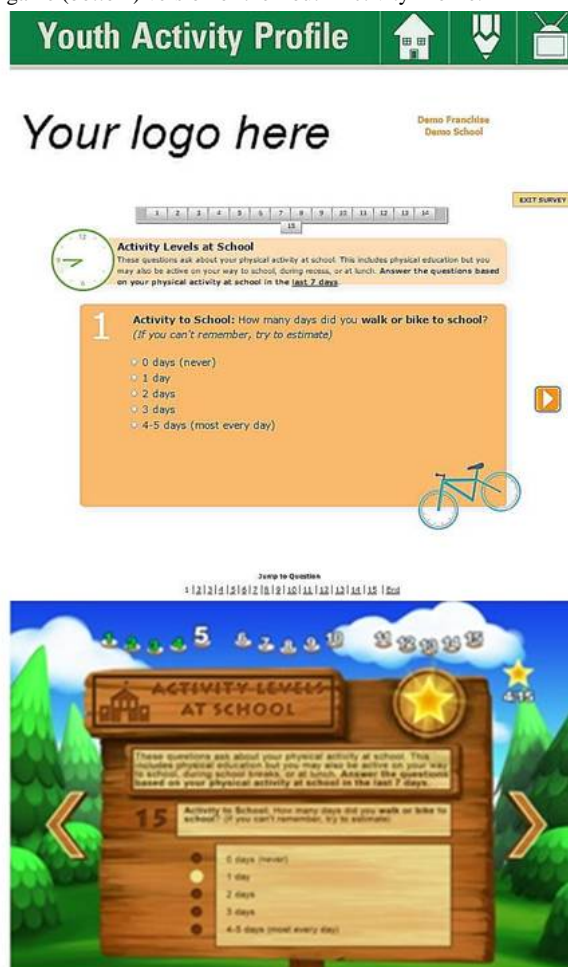 Youth Activity Profile
Your logo here
Demo Franchise
Demo School
EXIT SURVEY
1 2 3 4 5 6 7 8 9 10 11 12 13 14
15
12
9
6
Activity Levels at School
These questions ask about your physical activity at school. This includes physical education but you
may also be active on your way to school, during recess, or at lunch. Answer the questions based
on your physical activity at school in the last 7 days.
1
Activity to School: How many days did you walk or bike to school?
(If you can't remember, try to estimate)
0 days (never)
1 day
2 days
3 days
4-5 days (most every day)
Jump to Question
1 | 2 | 3 | 4 | 5 | 6 | 7 | 8 | 9 | 10 | 11 | 12 | 13 | 14 | 15 | End
1 2 3 4 5 6 7 8 9 10 11 12 13 14 15
4/15
ACTIVITY LEVELS
AT SCHOOL
These questions ask about your physical activity at school. This
includes physical education but you may also be active on your way
to school, during school breaks, or at lunch. Answer the questions
based on your physical activity at school in the last 7 days.
15
Activity to School: How many days did you walk or bike to
school? (If you can't remember, try to estimate)
0 days (never)
1 day
2 days
3 days
4-5 days (most every day)